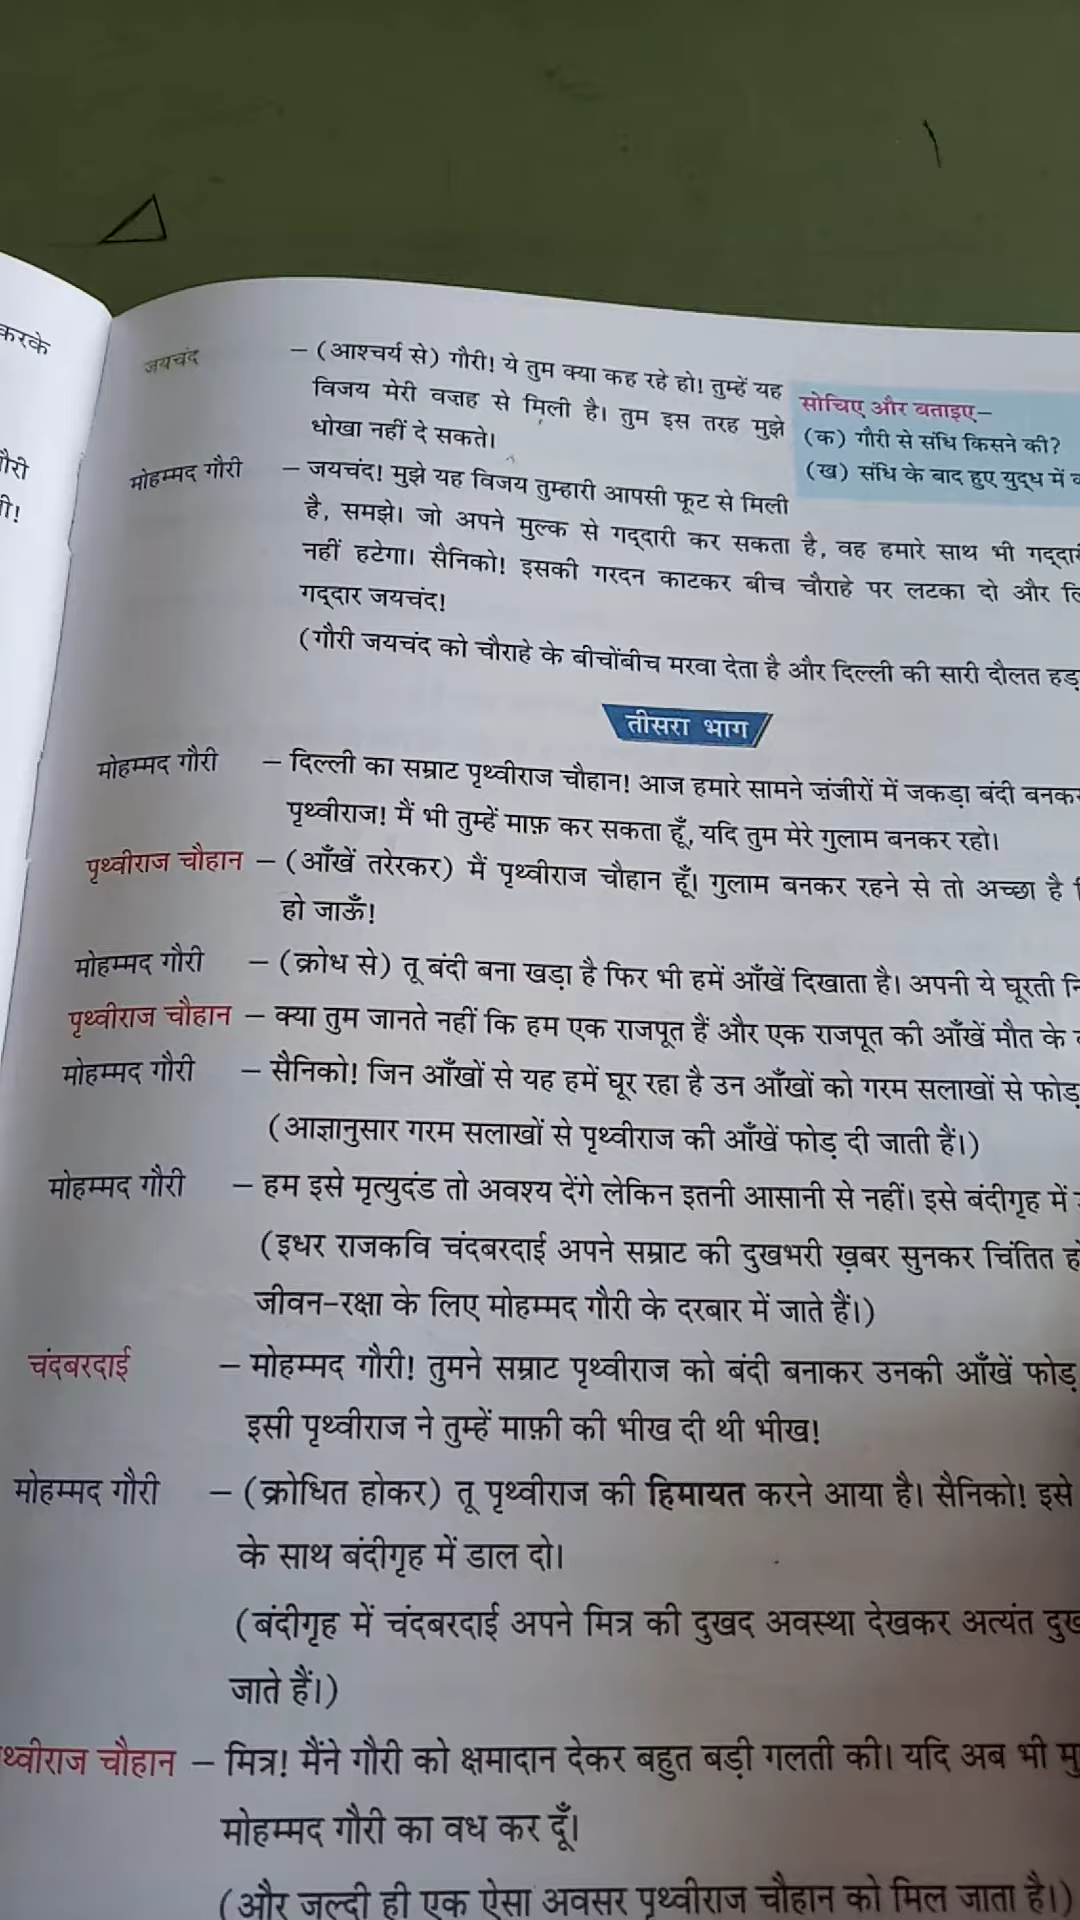 करके
गौरी
जयचंद – (आश्चर्य से) गौरी! ये तुम क्या कह रहे हो! तुम्हें यह
विजय मेरी वजह से मिली है। तुम इस तरह मुझे
धोखा नहीं दे सकते।
सोचिए और बताइए–
(क) गौरी से संधि किसने की?
(ख) संधि के बाद हुए युद्ध में
मोहम्मद गौरी – जयचंद! मुझे यह विजय तुम्हारी आपसी फूट से मिली
है, समझे। जो अपने मुल्क से गद्दारी कर सकता है, वह हमारे साथ भी
नहीं हटेगा। सैनिको! इसकी गरदन काटकर बीच चौराहे पर लटका दो और
गद्दार जयचंद!
(गौरी जयचंद को चौराहे के बीचोंबीच मरवा देता है और दिल्ली की सारी दौलत
तीसरा भाग
मोहम्मद गौरी – दिल्ली का सम्राट पृथ्वीराज चौहान! आज हमारे सामने ज़ंजीरों में जकड़ा बंदी बनकर
पृथ्वीराज! मैं भी तुम्हें माफ़ कर सकता हूँ, यदि तुम मेरे गुलाम बनकर रहो।
पृथ्वीराज चौहान – (आँखें तरेरकर) मैं पृथ्वीराज चौहान हूँ। गुलाम बनकर रहने से तो अच्छा है
हो जाऊँ!
मोहम्मद गौरी – (क्रोध से) तू बंदी बना खड़ा है फिर भी हमें आँखें दिखाता है। अपनी ये घूरती
पृथ्वीराज चौहान – क्या तुम जानते नहीं कि हम एक राजपूत हैं और एक राजपूत की आँखें मौत के
मोहम्मद गौरी – सैनिको! जिन आँखों से यह हमें घूर रहा है उन आँखों को गरम सलाखों से फोड़
(आज्ञानुसार गरम सलाखों से पृथ्वीराज की आँखें फोड़ दी जाती हैं।)
मोहम्मद गौरी – हम इसे मृत्युदंड तो अवश्य देंगे लेकिन इतनी आसानी से नहीं। इसे बंदीगृह में
(इधर राजकवि चंदबरदाई अपने सम्राट की दुखभरी ख़बर सुनकर चिंतित
जीवन-रक्षा के लिए मोहम्मद गौरी के दरबार में जाते हैं।)
चंदबरदाई – मोहम्मद गौरी! तुमने सम्राट पृथ्वीराज को बंदी बनाकर उनकी आँखें फोड़
इसी पृथ्वीराज ने तुम्हें माफ़ी की भीख दी थी भीख!
मोहम्मद गौरी – (क्रोधित होकर) तू पृथ्वीराज की हिमायत करने आया है। सैनिको! इसे
के साथ बंदीगृह में डाल दो।
(बंदीगृह में चंदबरदाई अपने मित्र की दुखद अवस्था देखकर अत्यंत
जाते हैं।)
थ्वीराज चौहान – मित्र! मैंने गौरी को क्षमादान देकर बहुत बड़ी गलती की। यदि अब भी
मोहम्मद गौरी का वध कर दूँ।
(और जल्दी ही एक ऐसा अवसर पृथ्वीराज चौहान को मिल जाता है।)